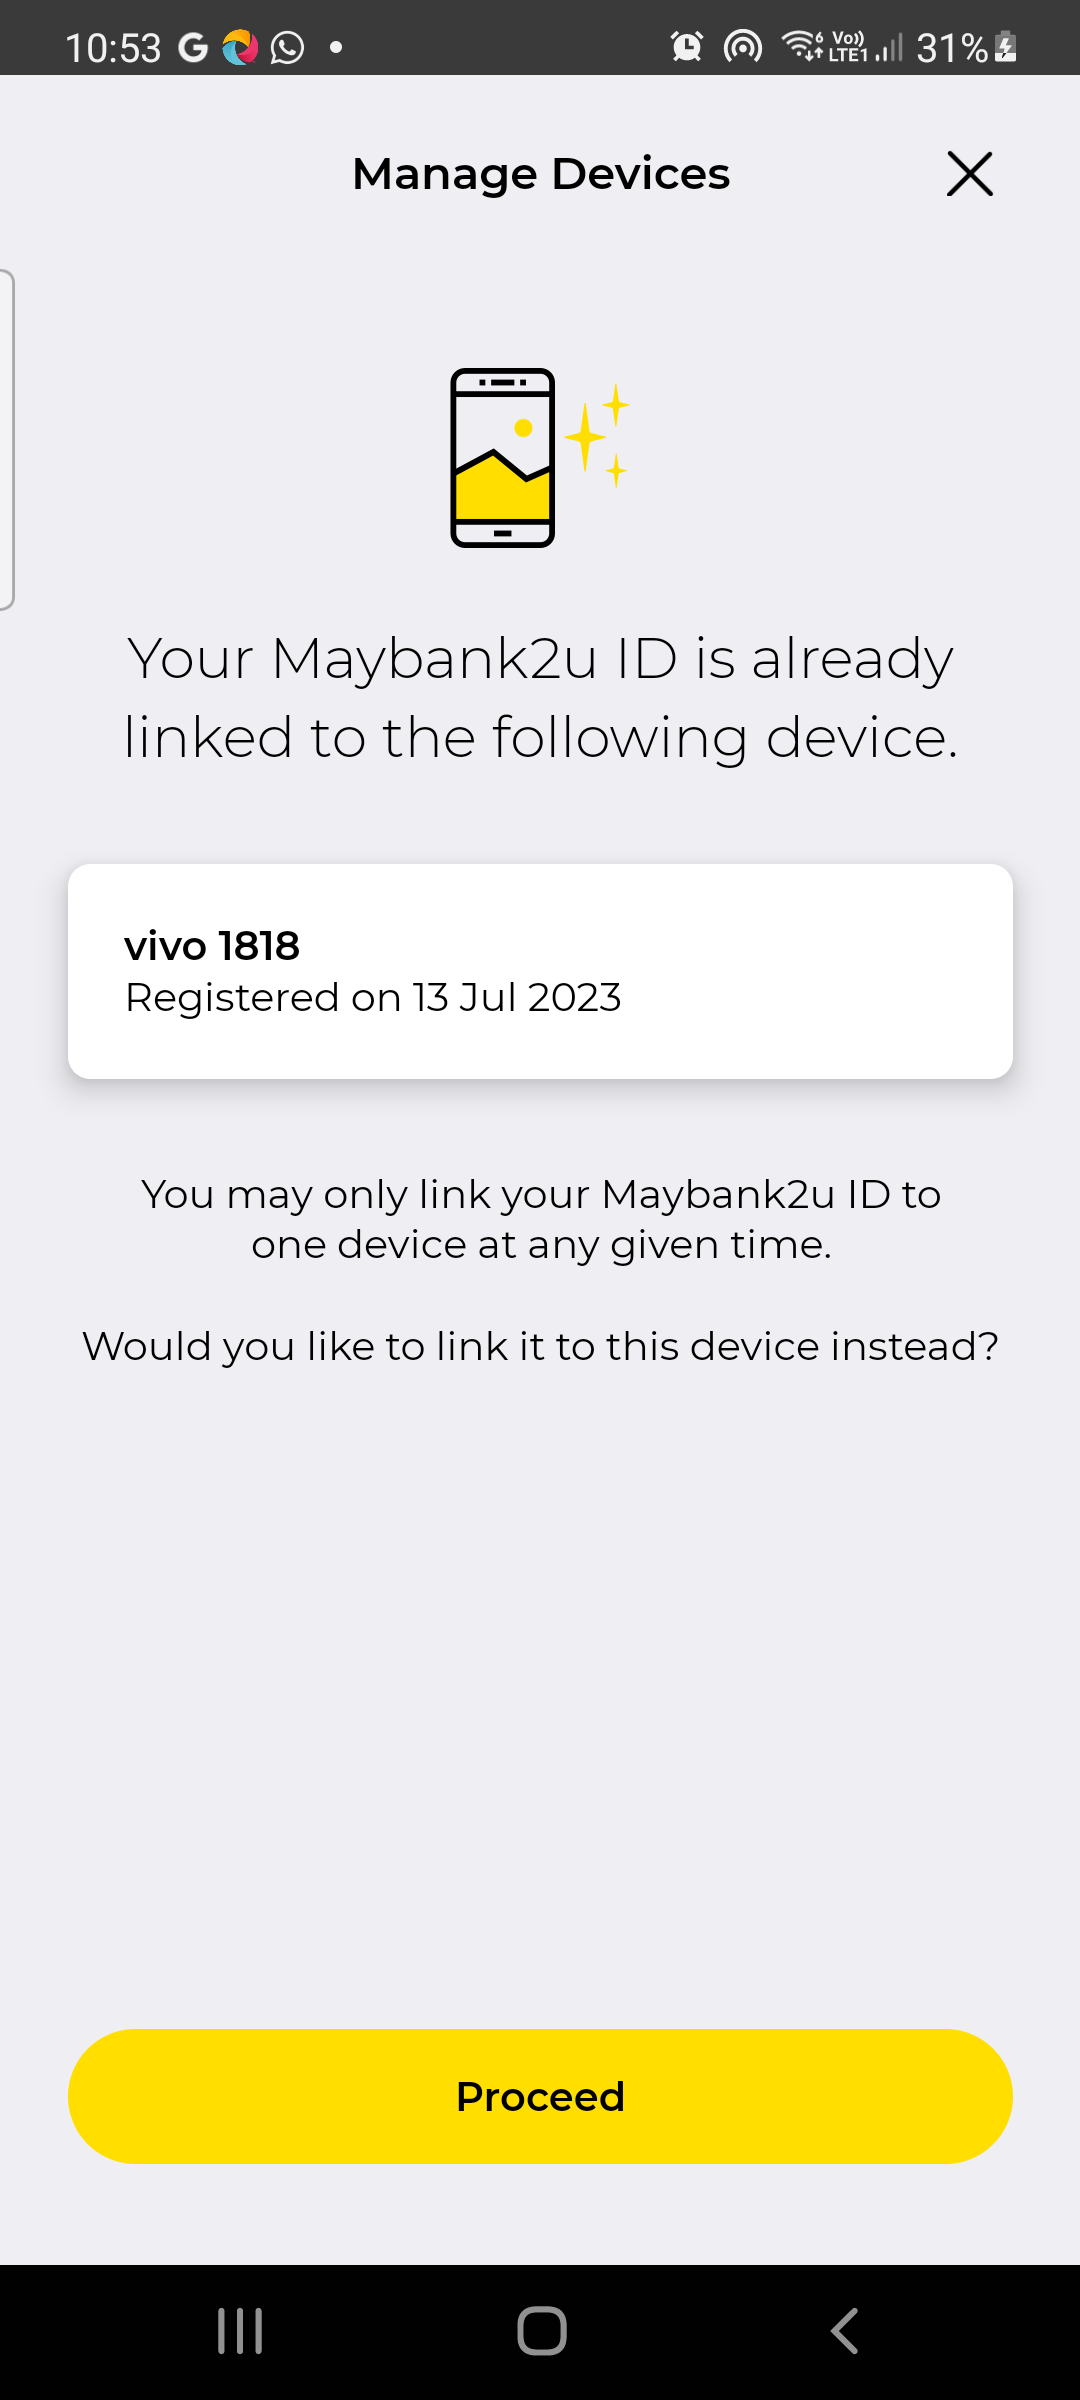 10:53
6 Vo)) LTE1 31%
Manage Devices
Your Maybank2u ID is already
linked to the following device.
vivo 1818
Registered on 13 Jul 2023
You may only link your Maybank2u ID to
one device at any given time.
Would you like to link it to this device instead?
Proceed